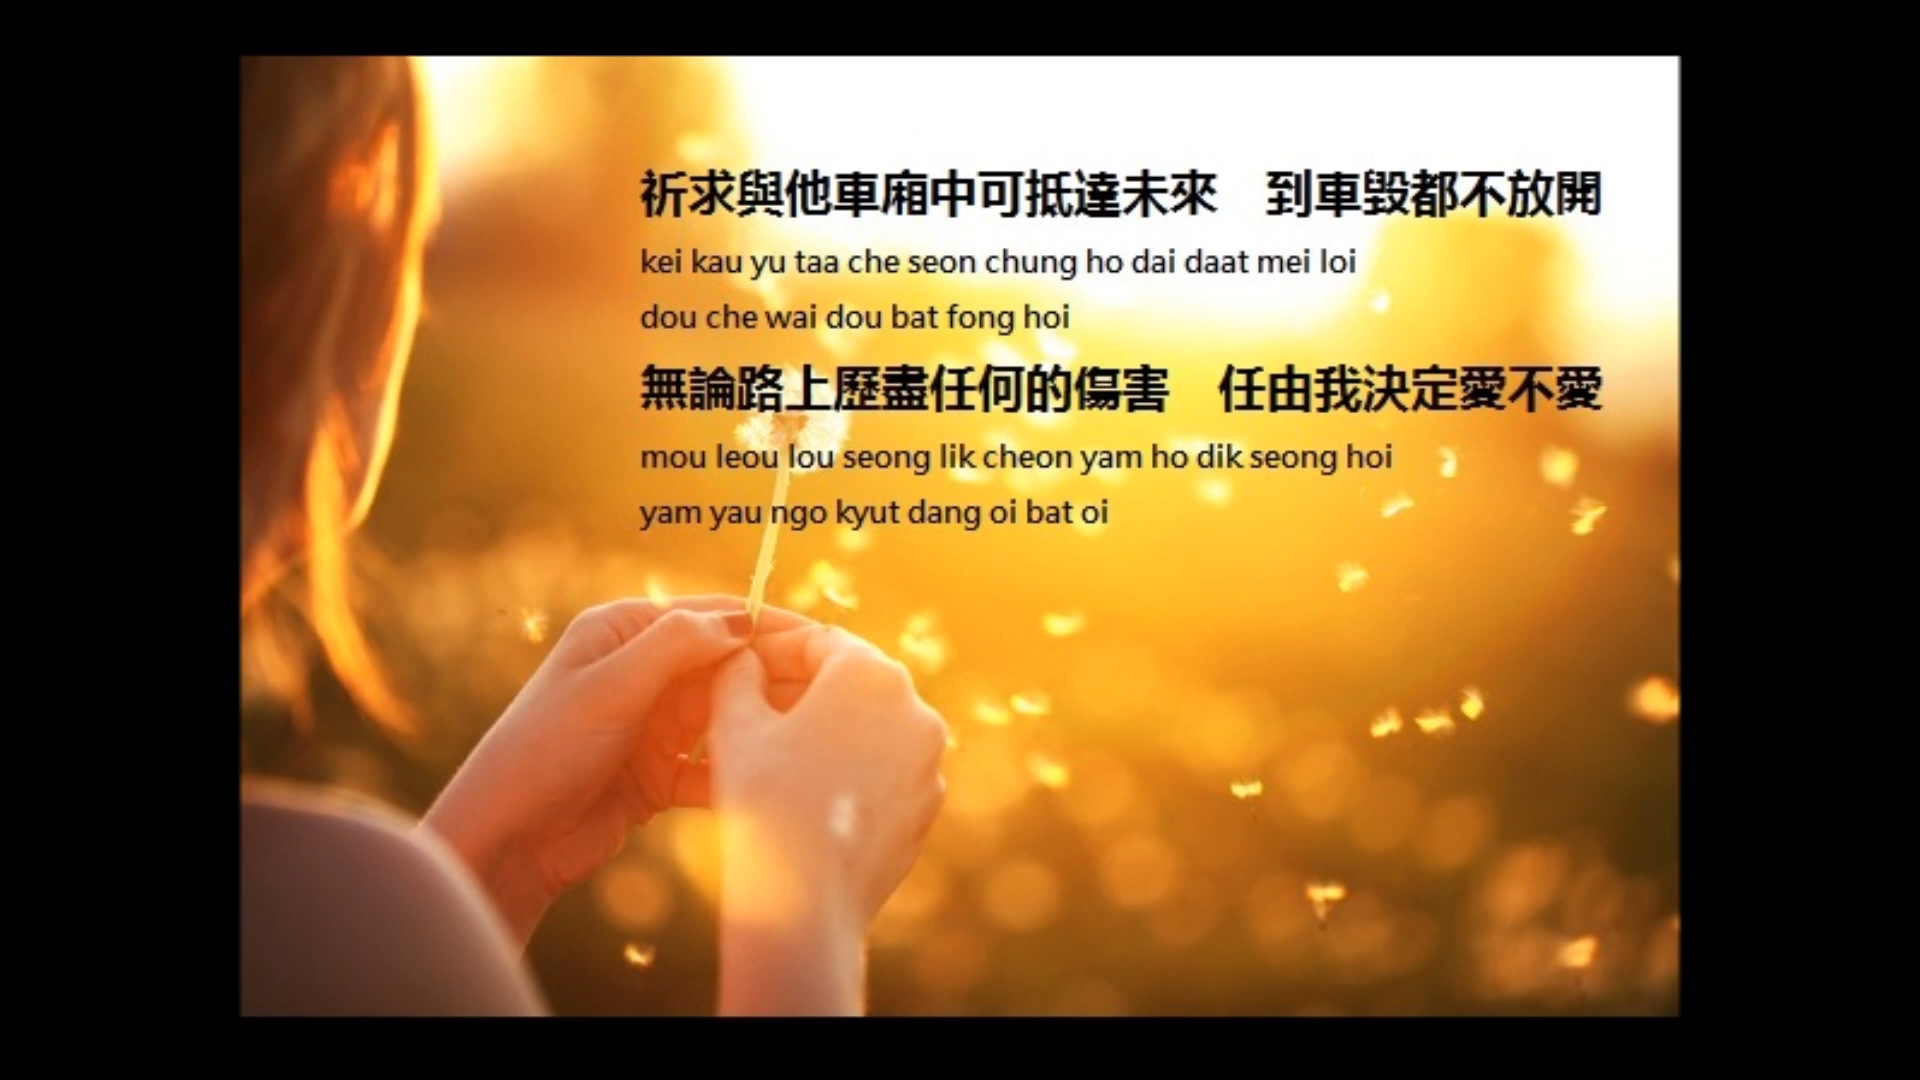 祈求與他車廂中可抵達未來　到車毀都不放開
kei kau yu taa che seon chung ho dai daat mei loi
dou che wai dou bat fong hoi
無論路上歷盡任何的傷害　任由我決定愛不愛
mou leou lou seong lik cheon yam ho dik seong hoi
yam yau ngo kyut dang oi bat oi